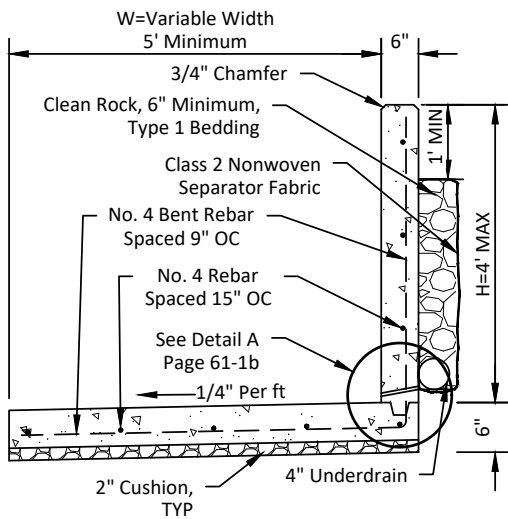 W=Variable Width
5' Minimum
6"
3/4" Chamfer
Clean Rock, 6" Minimum,
Type 1 Bedding
1' MIN
Class 2 Nonwoven
Separator Fabric
No. 4 Bent Rebar
Spaced 9" OC
H=4' MAX
No. 4 Rebar
Spaced 15" OC
See Detail A
Page 61-1b
1/4" Per ft
6"
4" Underdrain
2" Cushion,
TYP